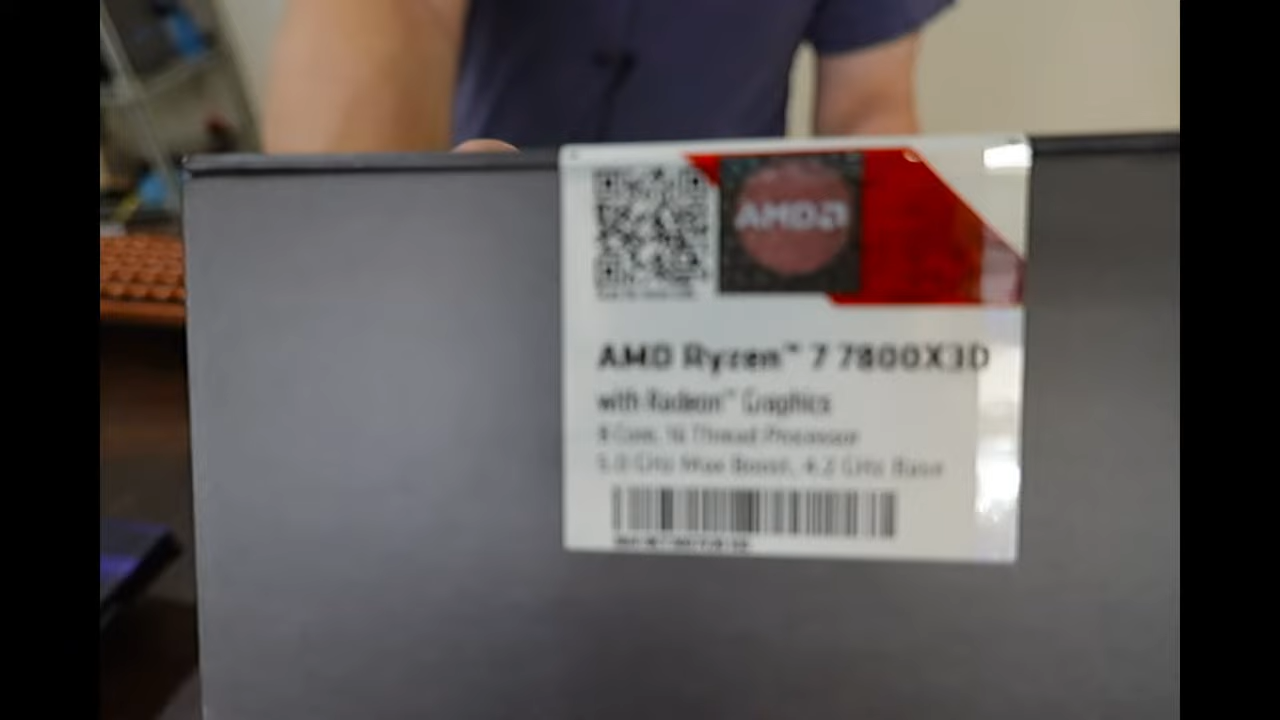 AMD
AMD Ryzen™ 7 7800X3D
with Radeon™ Graphics
8 Core, 16 Thread Processor
5.0 GHz Max Boost, 4.2 GHz Base